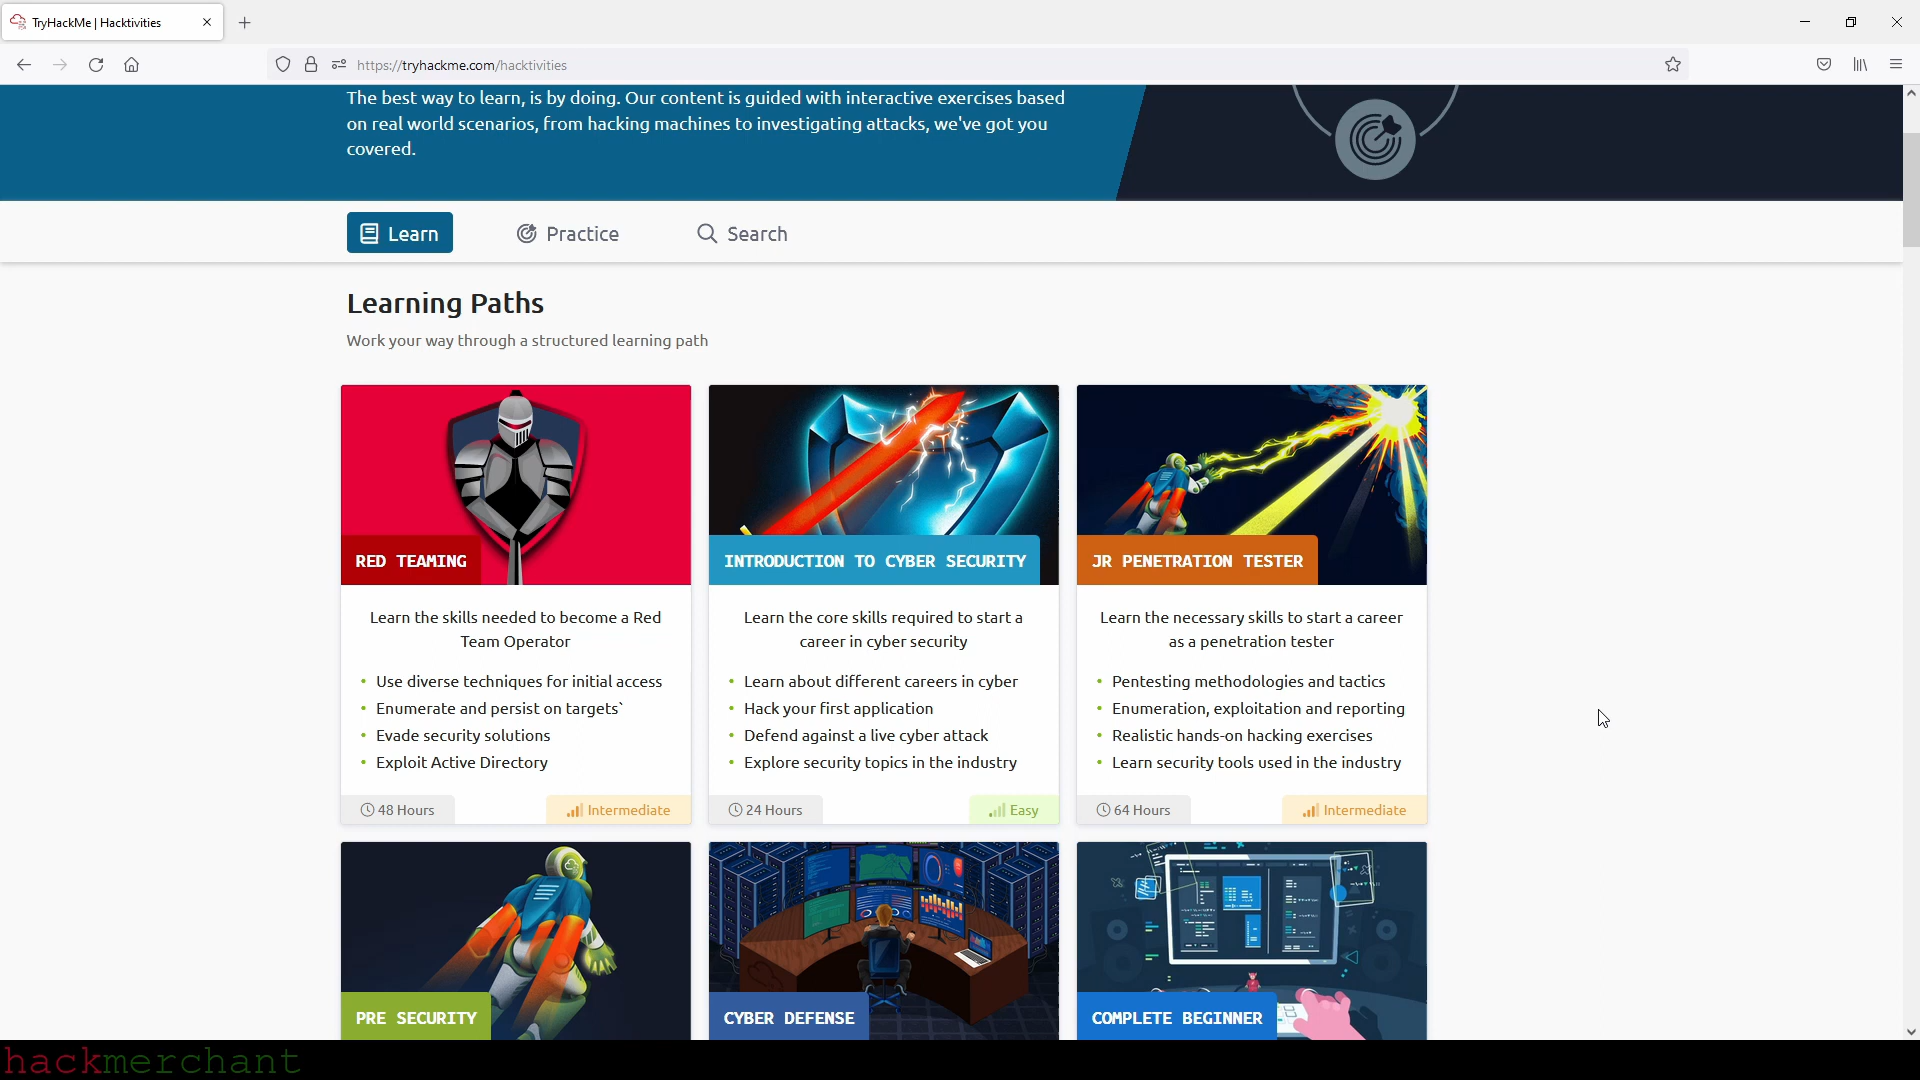 TryHackMe | Hacktivities
https://tryhackme.com/hacktivities
The best way to learn, is by doing. Our content is guided with interactive exercises based
on real world scenarios, from hacking machines to investigating attacks, we've got you
covered.
Learn
Practice
Search
Learning Paths
Work your way through a structured learning path
RED TEAMING
Learn the skills needed to become a Red
Team Operator
• Use diverse techniques for initial access
• Enumerate and persist on targets`
• Evade security solutions
• Exploit Active Directory
48 Hours
Intermediate
INTRODUCTION TO CYBER SECURITY
Learn the core skills required to start a
career in cyber security
• Learn about different careers in cyber
• Hack your first application
• Defend against a live cyber attack
• Explore security topics in the industry
24 Hours
Easy
JR PENETRATION TESTER
Learn the necessary skills to start a career
as a penetration tester
• Pentesting methodologies and tactics
• Enumeration, exploitation and reporting
• Realistic hands-on hacking exercises
• Learn security tools used in the industry
64 Hours
Intermediate
PRE SECURITY
CYBER DEFENSE
COMPLETE BEGINNER
hackmerchant